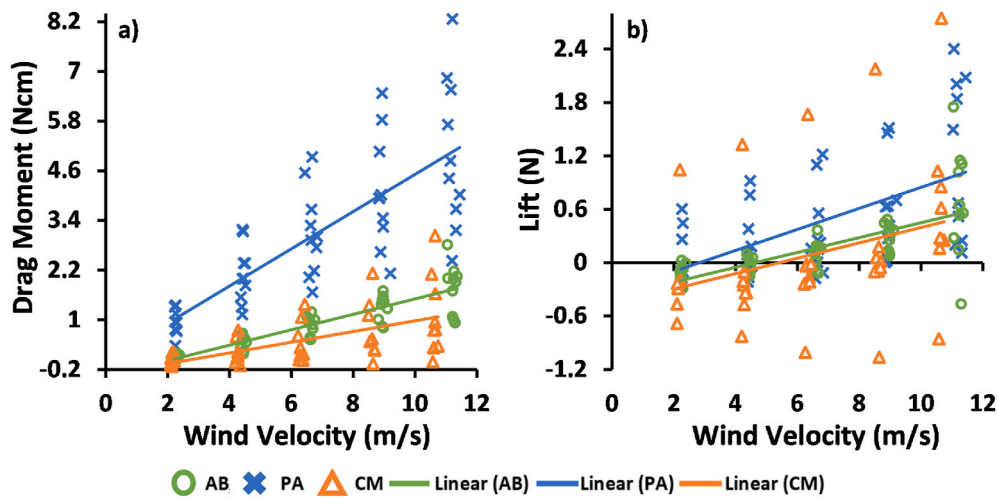 a)
8.2
7
5.8
4.6
3.4
2.2
1
-0.2
Drag Moment (Ncm)
0 2 4 6 8 10 12
Wind Velocity (m/s)
b)
2.4
1.8
1.2
0.6
0
-0.6
-1.2
Lift (N)
0 2 4 6 8 10 12
Wind Velocity (m/s)
AB PA CM Linear (AB) Linear (PA) Linear (CM)